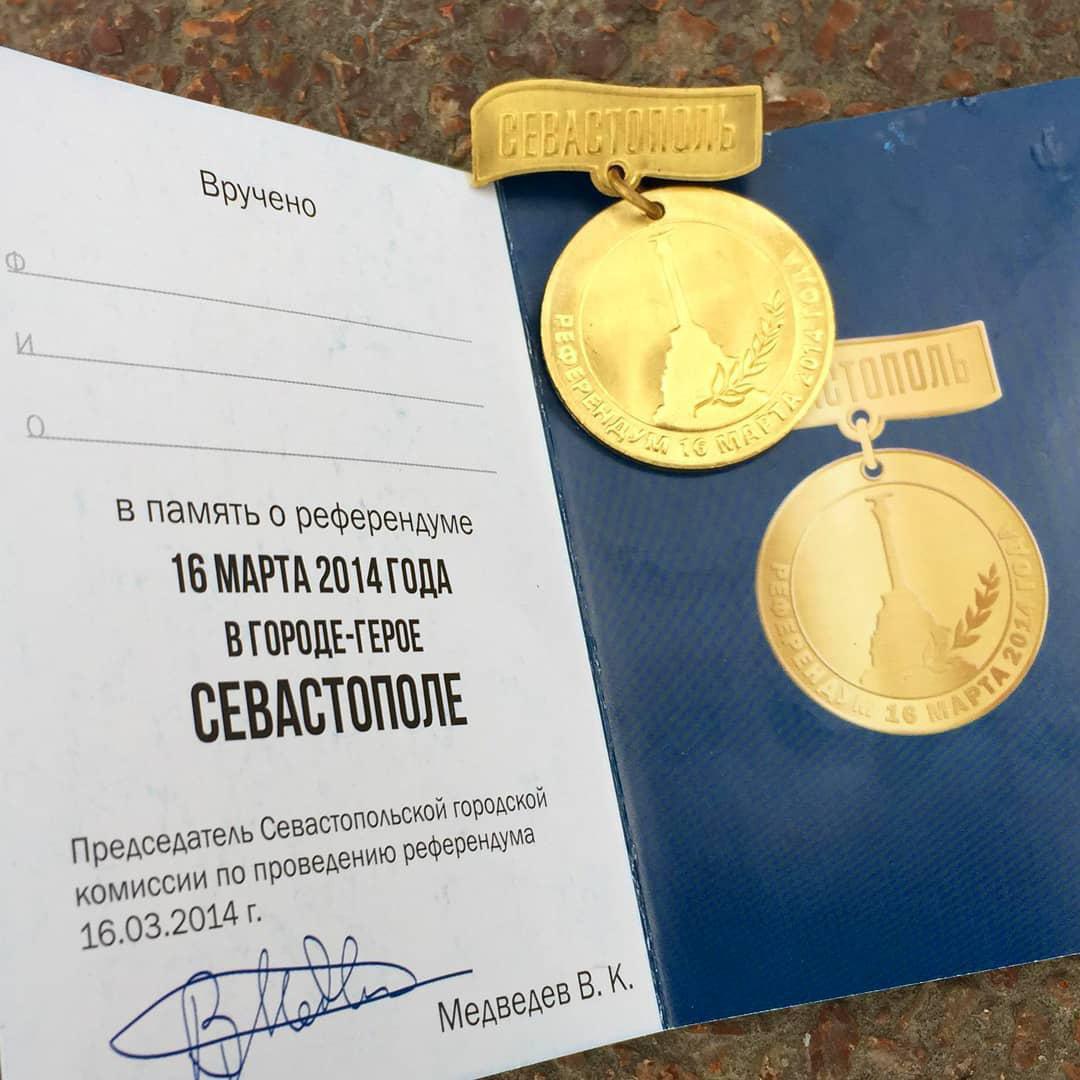 Вручено
Ф
И
О
в память о референдуме
16 МАРТА 2014 ГОДА
В ГОРОДЕ-ГЕРОЕ
СЕВАСТОПОЛЕ
Председатель Севастопольской городской
комиссии по проведению референдума
16.03.2014 г.
Медведев В. К.
СЕВАСТОПОЛЬ
РЕФЕРЕНДУМ 16 МАРТА 2014 ГОДА
СТОПОЛЬ
РЕФЕРЕНДУМ 16 МАРТА 2014 ГОДА